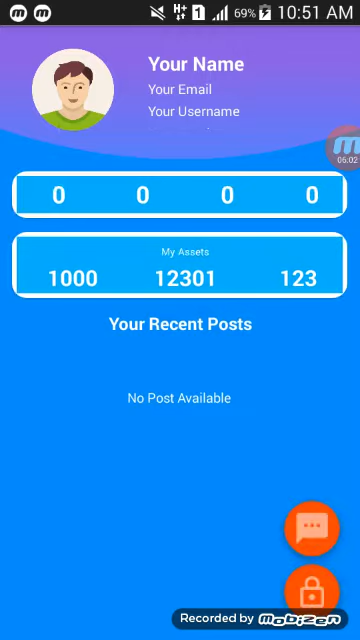 69% 10:51 AM
Your Name
Your Email
Your Username
06:02
0 0 0 0
My Assets
1000 12301 123
Your Recent Posts
No Post Available
Recorded by mobizen